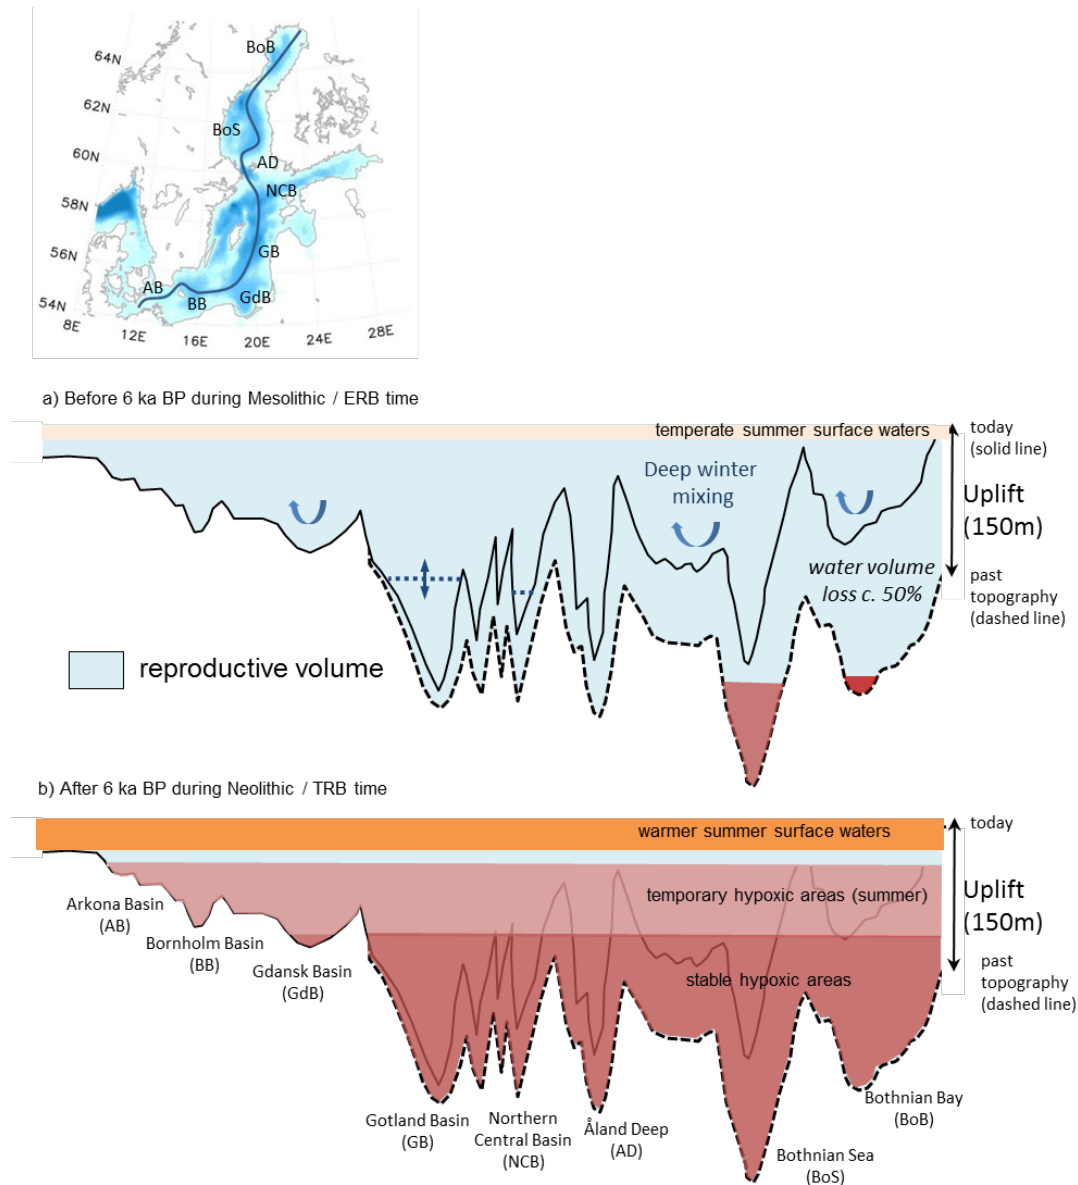 64N
62N
60N
58N
56N
54N
8E
12E
16E
20E
24E
28E
BoB
BoS
AD
NCB
GB
AB
BB
GdB
a) Before 6 ka BP during Mesolithic / ERB time
temperate summer surface waters
today
(solid line)
Deep winter
mixing
Uplift
(150m)
water volume
loss c. 50%
past
topography
(dashed line)
reproductive volume
b) After 6 ka BP during Neolithic / TRB time
warmer summer surface waters
today
temporary hypoxic areas (summer)
Uplift
(150m)
Arkona Basin
(AB)
Bornholm Basin
(BB)
Gdansk Basin
(GdB)
stable hypoxic areas
past
topography
(dashed line)
Gotland Basin
(GB)
Northern
Central Basin
(NCB)
Åland Deep
(AD)
Bothnian Sea
(BoS)
Bothnian Bay
(BoB)